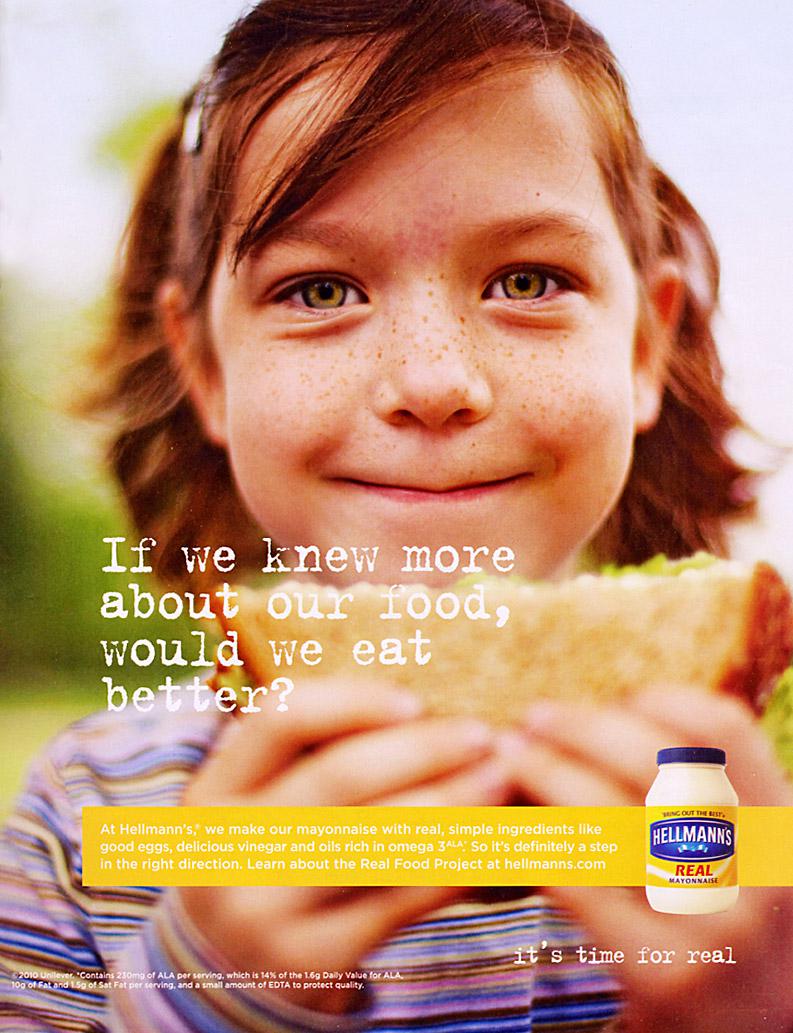 If we knew more
about our food,
would we eat
better?
At Hellmann's,® we make our mayonnaise with real, simple ingredients like
good eggs, delicious vinegar and oils rich in omega 3ALA.* So it's definitely a step
in the right direction. Learn about the Real Food Project at hellmanns.com
"BRING OUT THE BEST"®
HELLMANN'S
REAL
MAYONNAISE
it's time for real
©2010 Unilever. *Contains 230mg of ALA per serving, which is 14% of the 1.6g Daily Value for ALA,
10g of Fat and 1.5g of Sat Fat per serving, and a small amount of EDTA to protect quality.